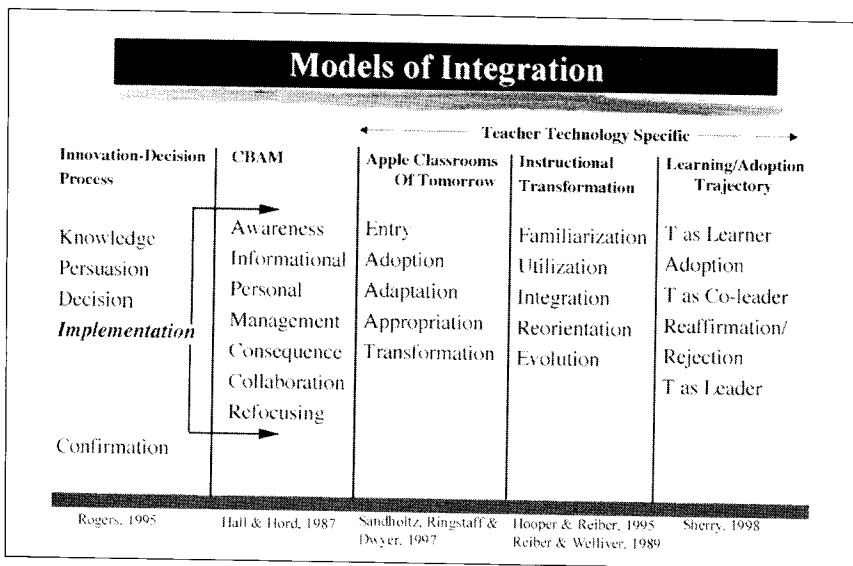 Models of Integration
Teacher Technology Specific
Innovation-Decision
Process
Knowledge
Persuasion
Decision
Implementation
Confirmation
Rogers, 1995
CBAM
Awareness
Informational
Personal
Management
Consequence
Collaboration
Refocusing
Hall & Hord, 1987
Apple Classrooms
Of Tomorrow
Entry
Adoption
Adaptation
Appropriation
Transformation
Sandholtz, Ringstaff &
Dwyer, 1997
Instructional
Transformation
Familiarization
Utilization
Integration
Reorientation
Evolution
Hooper & Reiber, 1995
Reiber & Welliver, 1989
Learning/Adoption
Trajectory
T as Learner
Adoption
T as Co-leader
Reaffirmation/
Rejection
T as Leader
Sherry, 1998